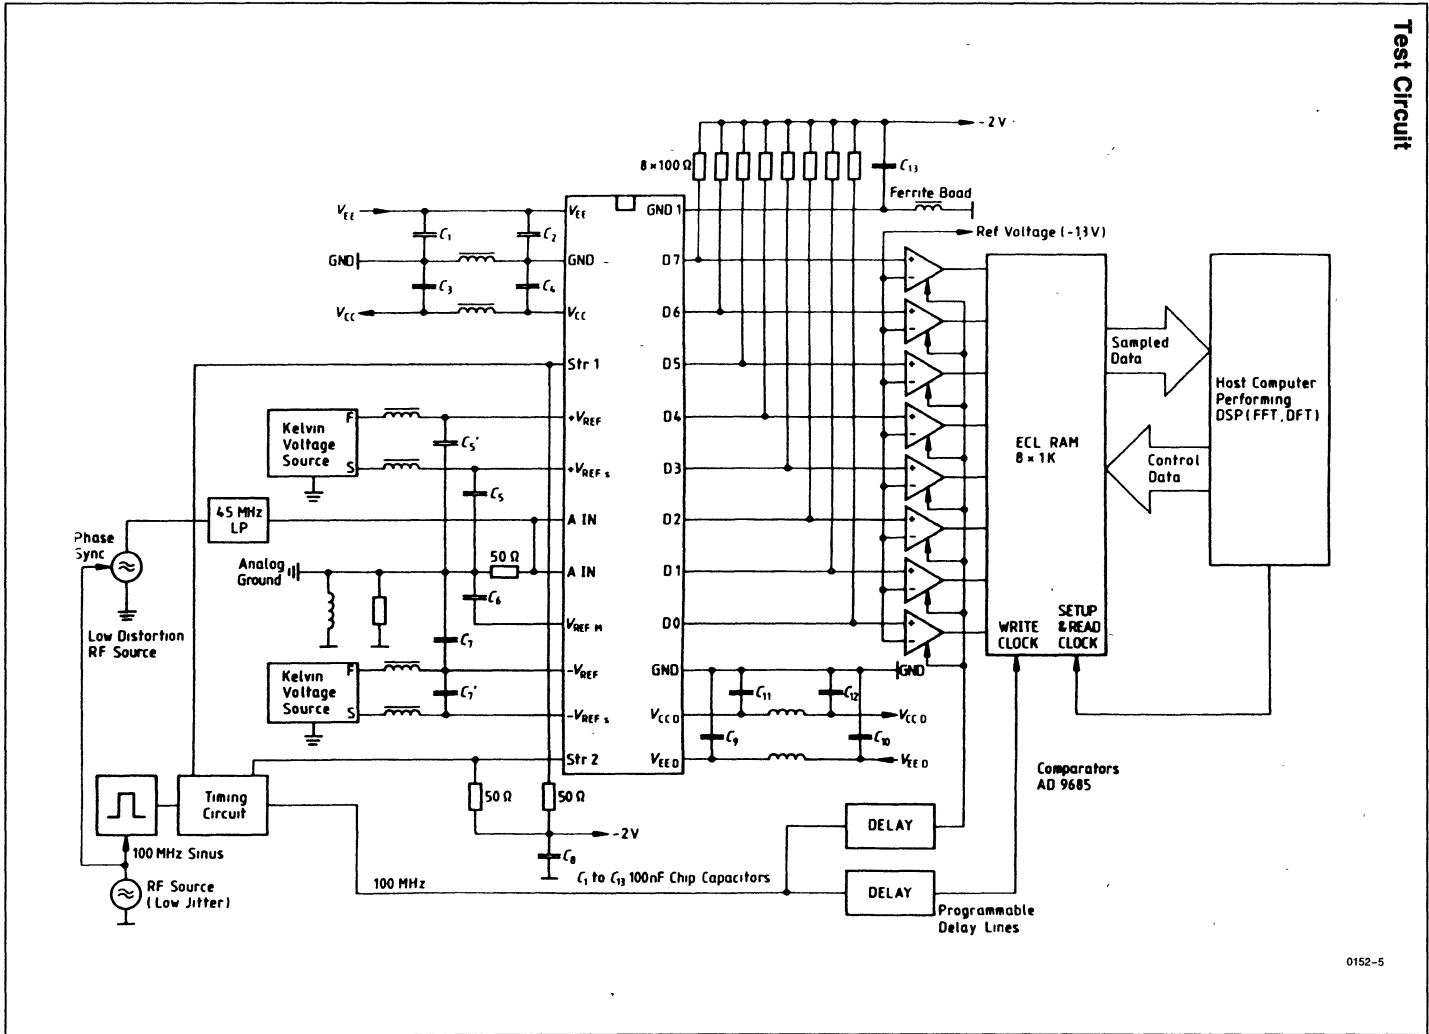 Test Circuit
-2V
8×100Ω
C13
Ferrite Boad
VEE
VEE
GND 1
C1
C2
Ref Voltage (-1.3V)
GND
GND
D7
C3
C4
VCC
VCC
D6
Str 1
D5
Sampled
Data
Host Computer
Performing
DSP (FFT, DFT)
F
+VREF
D4
Kelvin
Voltage
Source
C5'
ECL RAM
8×1K
S
+VREF S
D3
Control
Data
C5
45 MHz
LP
A IN
D2
Phase
Sync
50Ω
Analog
Ground
A IN
D1
C6
Low Distortion
RF Source
VREF M
D0
WRITE
CLOCK
SETUP
& READ
CLOCK
C7
F
-VREF
GND
GND
Kelvin
Voltage
Source
C7'
C11
C12
S
-VREF S
VCC D
VCC D
C9
C10
Str 2
VEE D
VEE D
Comparators
AD 9685
Timing
Circuit
50Ω
50Ω
-2V
DELAY
100 MHz Sinus
C8
C1 to C13 100nF Chip Capacitors
100 MHz
DELAY
RF Source
(Low Jitter)
Programmable
Delay Lines
0152-5